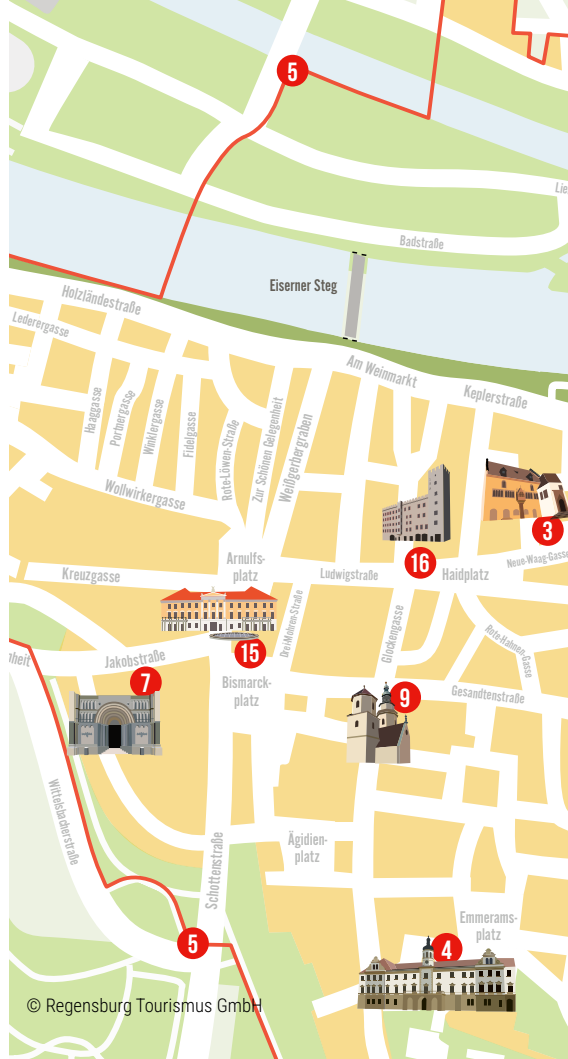 5
Lie
Badstraße
Eiserner Steg
Holzländestraße
Lederergasse
Am Weinmarkt
Keplerstraße
Haaggasse
Portnergasse
Winklergasse
Fidelgasse
Rote-Löwen-Straße
Zur Schönen Gelegenheit
Weißgerbergraben
Wollwirkergasse
3
16
Arnulfs-
platz
Kreuzgasse
Ludwigstraße
Haidplatz
Neue-Waag-Gasse
Drei-Mohren-Straße
Glockengasse
Rote-Hahnen-Gasse
15
nheit
Jakobstraße
7
Bismarck-
platz
9
Gesandtenstraße
Wittelsbacherstraße
Schottenstraße
Ägidien-
platz
Emmerams-
platz
5
4
© Regensburg Tourismus GmbH